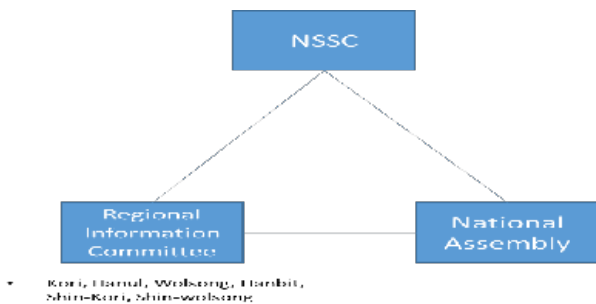 NSSC
Regional
Information
Committee
National
Assembly
• Kori, Hanul, Wolsong, Hanbit,
Shin-Kori, Shin-wolsong